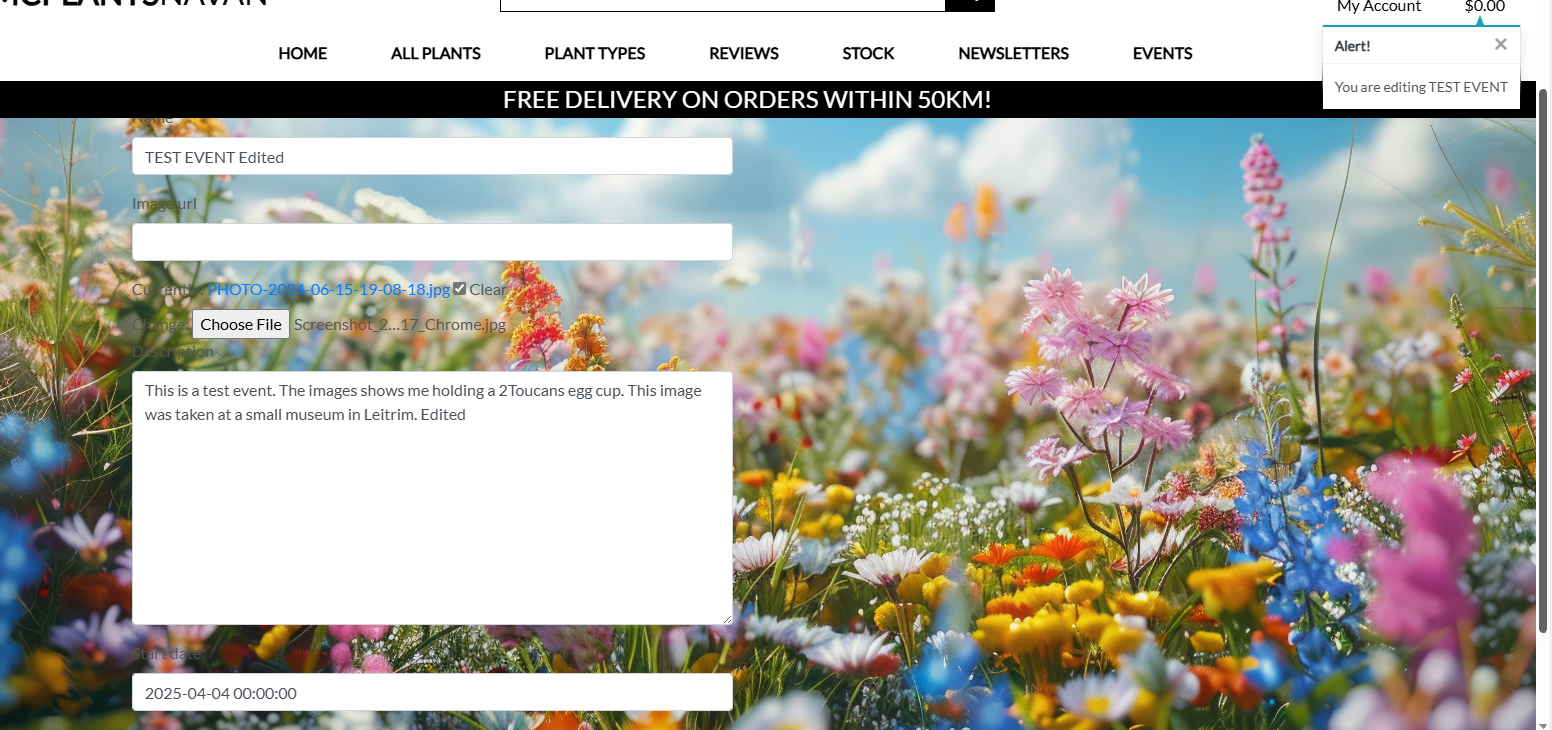 MCPLANTSNAVAN
My Account $0.00
HOME ALL PLANTS PLANT TYPES REVIEWS STOCK NEWSLETTERS EVENTS
Alert! ×
You are editing TEST EVENT
FREE DELIVERY ON ORDERS WITHIN 50KM!
Name
TEST EVENT Edited
Image url
Currently: PHOTO-2024-06-15-19-08-18.jpg Clear
Change: Choose File Screenshot_2...17_Chrome.jpg
Description
This is a test event. The images shows me holding a 2Toucans egg cup. This image
was taken at a small museum in Leitrim. Edited
Start date
2025-04-04 00:00:00